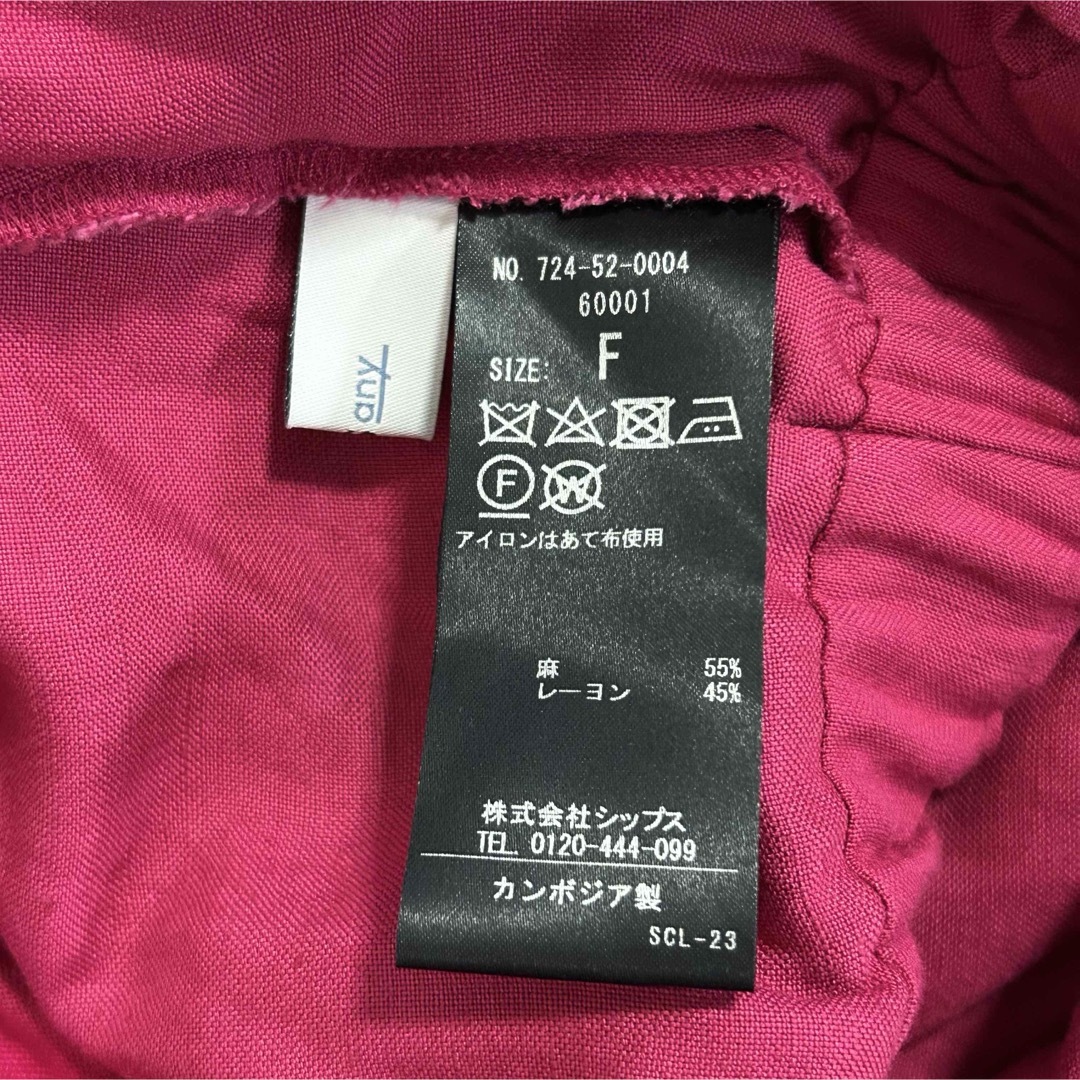 any
NO. 724-52-0004
60001
SIZE: F
F W
アイロンはあて布使用
麻 55%
レーヨン 45%
株式会社シップス
TEL. 0120-444-099
カンボジア製
SCL-23